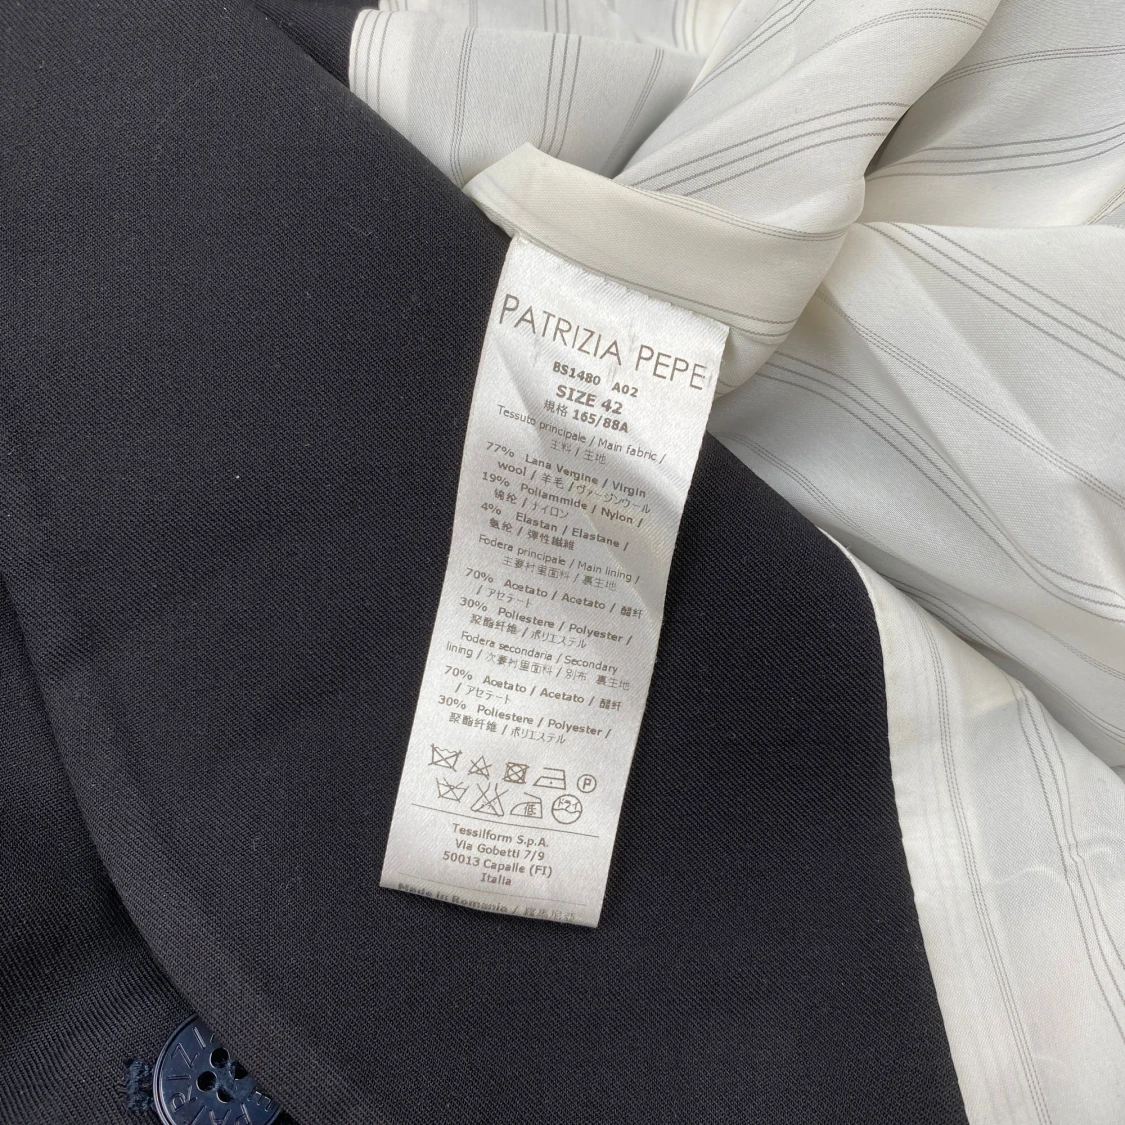 PATRIZIA PEPE
BS1480 A02
SIZE 42
規格 165/88A
Tessuto principale / Main fabric /
主料 / 生地
77% Lana Vergine / Virgin
wool / 羊毛 / ヴァージンウール
19% Poliammide / Nylon /
锦纶 / ナイロン
4% Elastan / Elastane /
氨纶 / 弾性繊維
Fodera principale / Main lining /
主要衬里面料 / 裏生地
70% Acetato / Acetato / 醋纤
/ アセテート
30% Poliestere / Polyester /
聚酯纤维 / ポリエステル
Fodera secondaria / Secondary
lining / 次要衬里面料 / 別布 裏生地
70% Acetato / Acetato / 醋纤
/ アセテート
30% Poliestere / Polyester /
聚酯纤维 / ポリエステル
P
低 ドライ
Tessilform S.p.A.
Via Gobetti 7/9
50013 Capalle (FI)
Italia
Made in Romania /